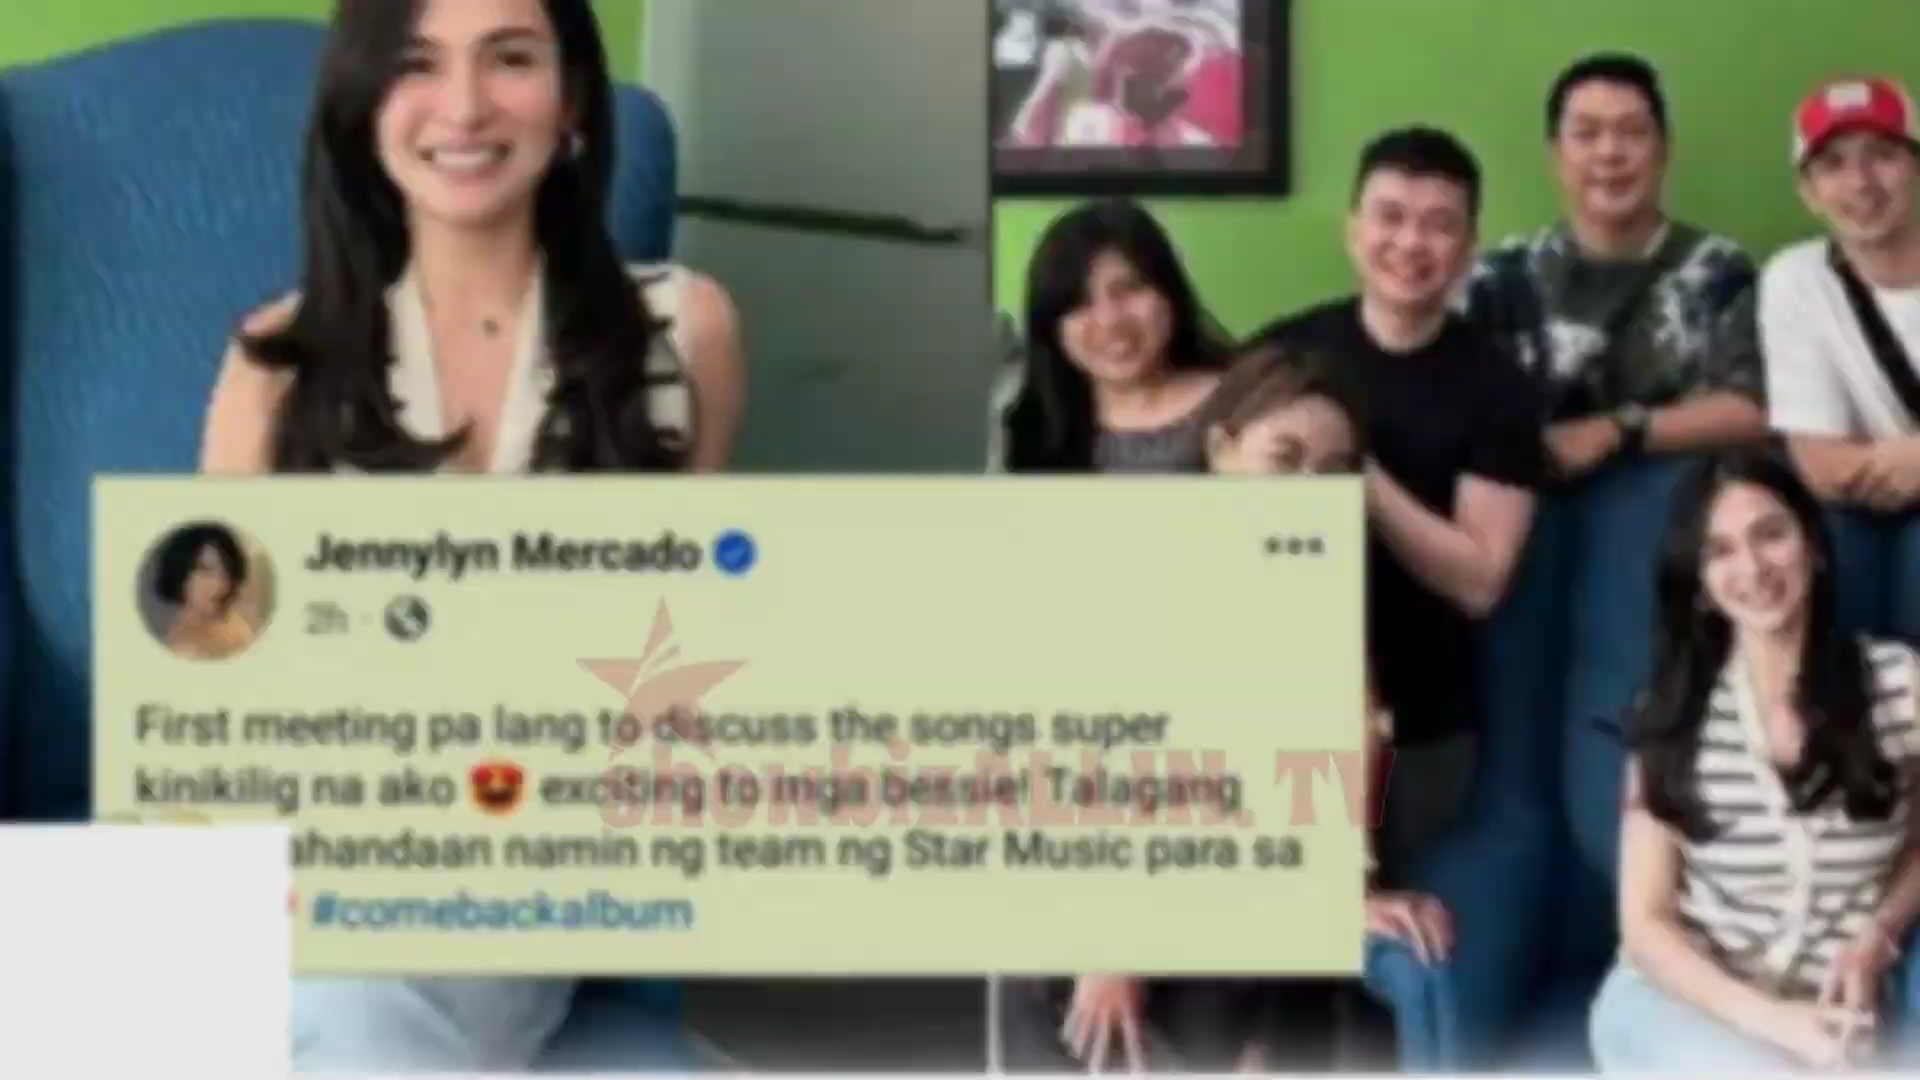 Jennylyn Mercado
2h ·
First meeting pa lang to discuss the songs super
kinikilig na ako 😍 exciting to mga bessie! Talagang
ahandaan namin ng team ng Star Music para sa
#comebackalbum
showbizALLIN. TV